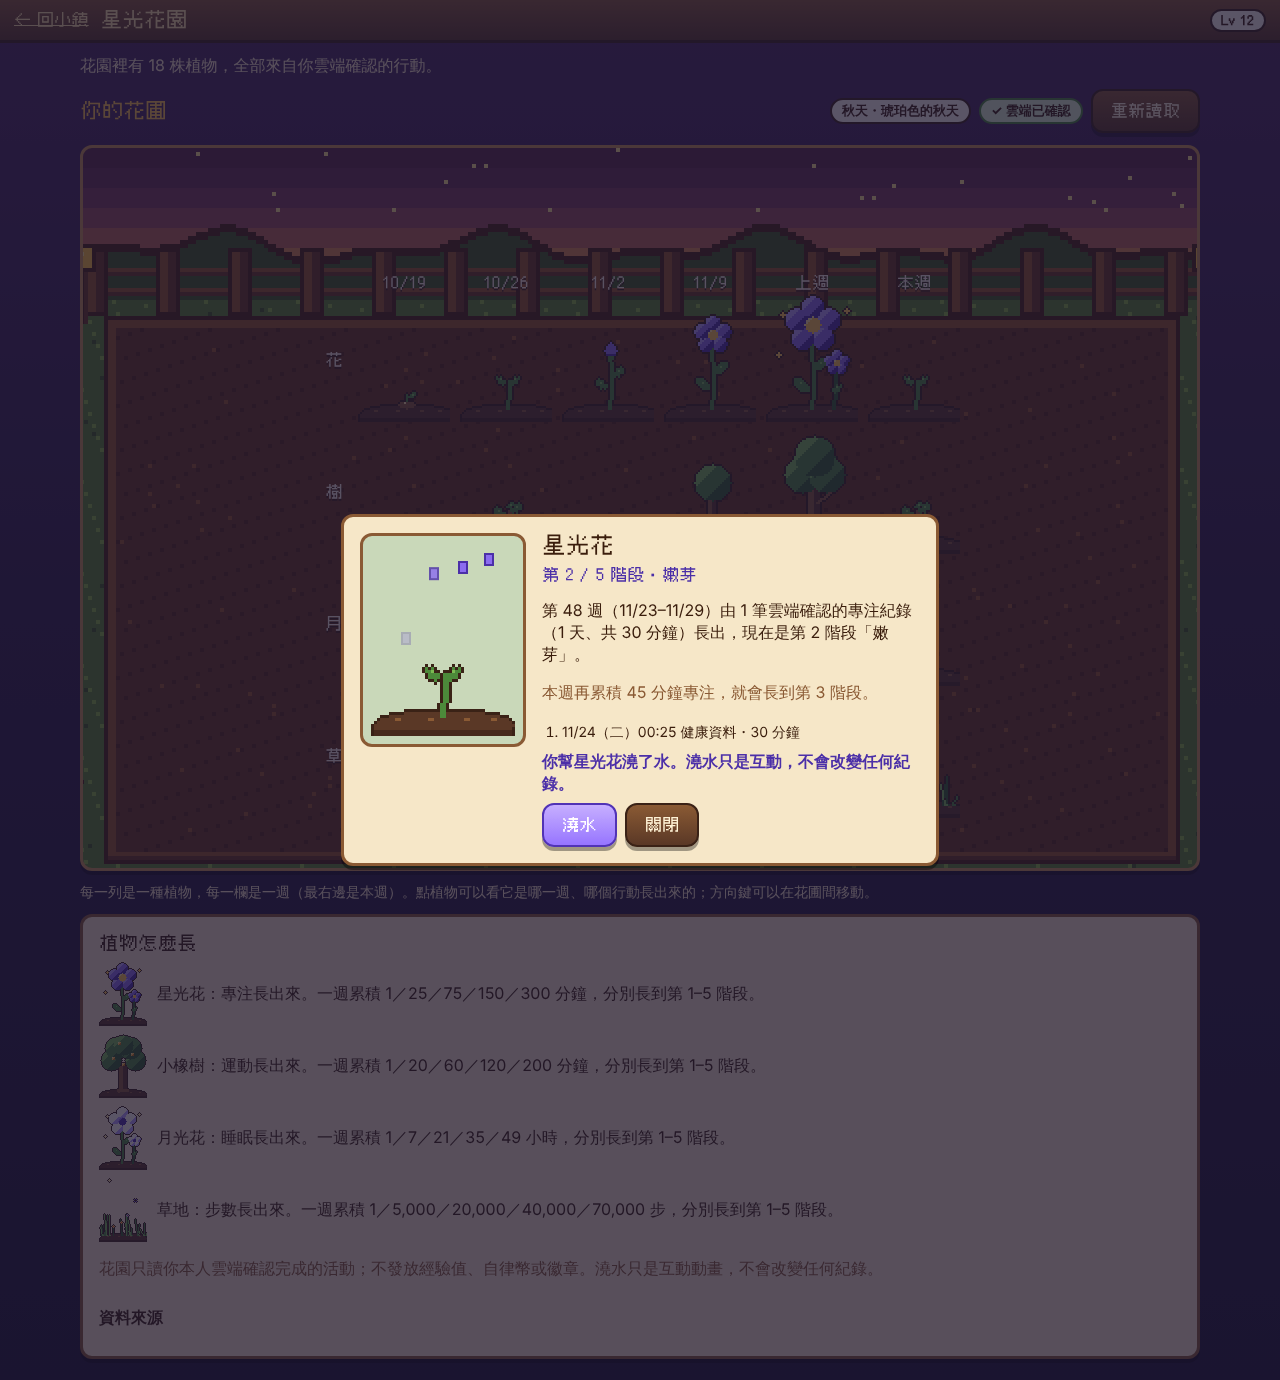 ← 回小鎮 星光花園 Lv 12
花園裡有 18 株植物，全部來自你雲端確認的行動。
你的花圃 秋天・琥珀色的秋天 ✓ 雲端已確認 重新讀取
10/19 10/26 11/2 11/9 上週 本週
花
樹
月
草
星光花
第 2 / 5 階段・嫩芽
第 48 週（11/23–11/29）由 1 筆雲端確認的專注紀錄
（1 天、共 30 分鐘）長出，現在是第 2 階段「嫩
芽」。
本週再累積 45 分鐘專注，就會長到第 3 階段。
1. 11/24（二）00:25 健康資料・30 分鐘
你幫星光花澆了水。澆水只是互動，不會改變任何紀
錄。
澆水 關閉
每一列是一種植物，每一欄是一週（最右邊是本週）。點植物可以看它是哪一週、哪個行動長出來的；方向鍵可以在花圃間移動。
植物怎麼長
星光花：專注長出來。一週累積 1／25／75／150／300 分鐘，分別長到第 1–5 階段。
小橡樹：運動長出來。一週累積 1／20／60／120／200 分鐘，分別長到第 1–5 階段。
月光花：睡眠長出來。一週累積 1／7／21／35／49 小時，分別長到第 1–5 階段。
草地：步數長出來。一週累積 1／5,000／20,000／40,000／70,000 步，分別長到第 1–5 階段。
花園只讀你本人雲端確認完成的活動；不發放經驗值、自律幣或徽章。澆水只是互動動畫，不會改變任何紀錄。
資料來源